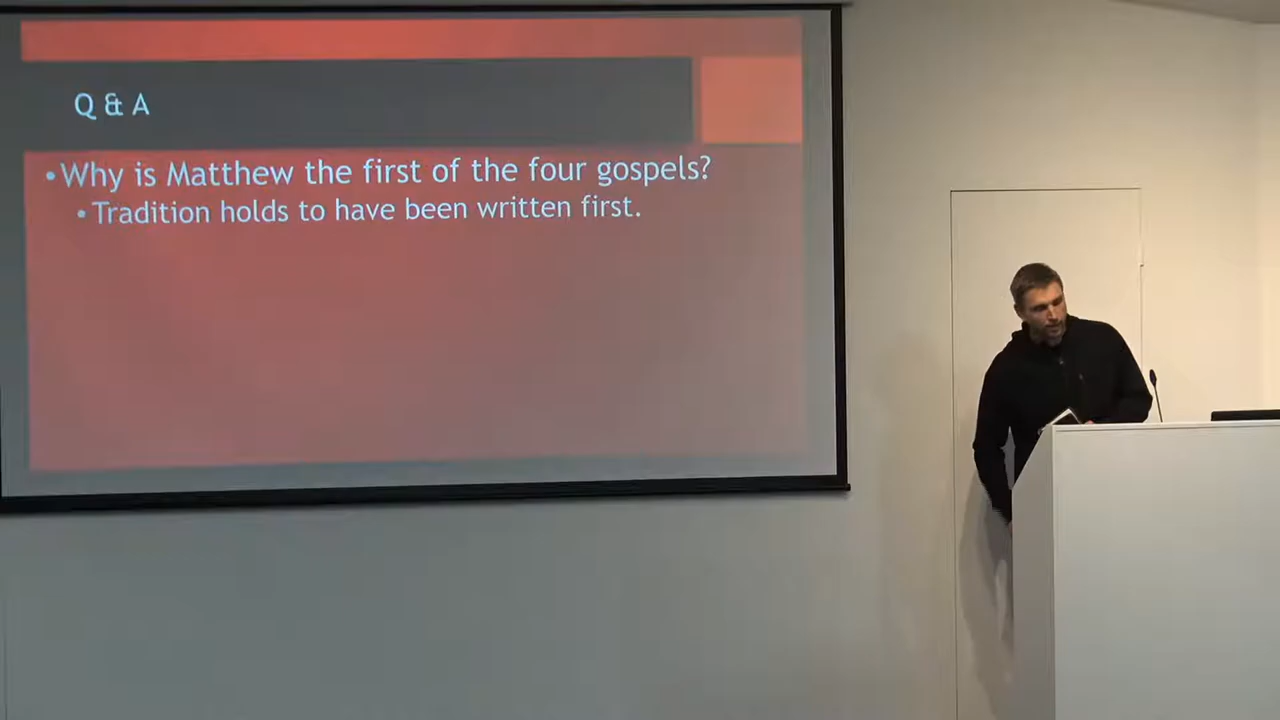 Q & A
• Why is Matthew the first of the four gospels?
• Tradition holds to have been written first.